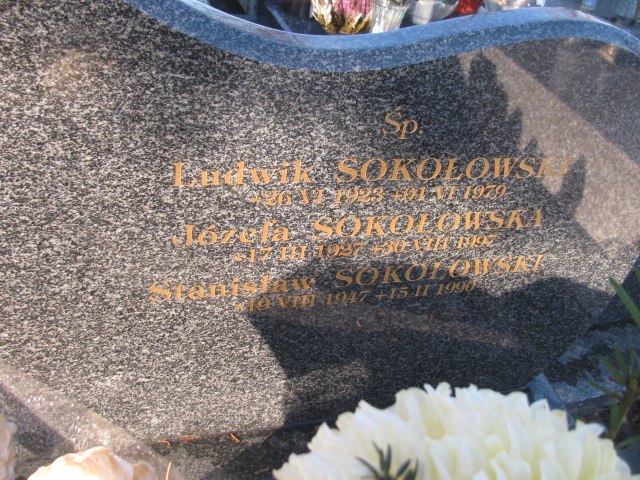 Śp.
Ludwik SOKOŁOWSKI
*26 VI 1923 +01 VI 1979
Józefa SOKOŁOWSKA
*17 III 1927 +30 VIII 1997
Stanisław SOKOŁOWSKI
*19 VIII 1947 +15 II 1990